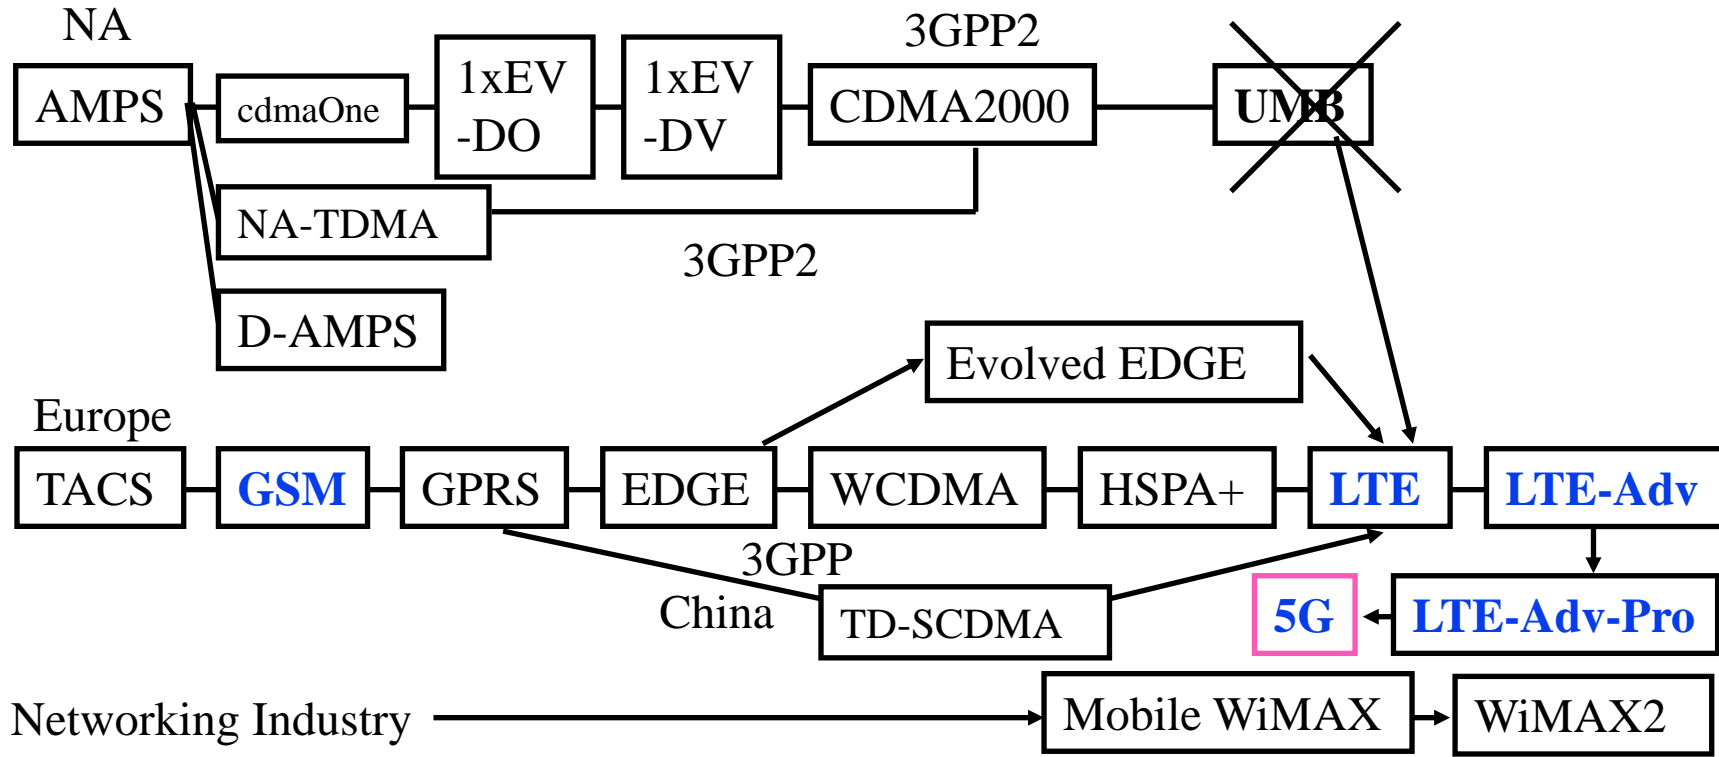 NA
3GPP2
AMPS
cdmaOne
1xEV
-DO
1xEV
-DV
CDMA2000
UMB
NA-TDMA
3GPP2
D-AMPS
Evolved EDGE
Europe
TACS
GSM
GPRS
EDGE
WCDMA
HSPA+
LTE
LTE-Adv
3GPP
China
TD-SCDMA
5G
LTE-Adv-Pro
Networking Industry
Mobile WiMAX
WiMAX2